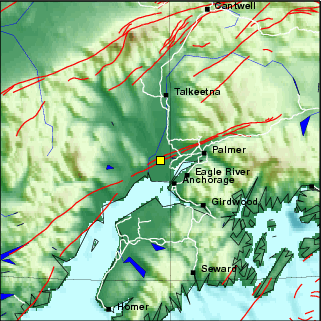 Cantwell
Talkeetna
Palmer
Eagle River
Anchorage
Girdwood
Seward
Homer